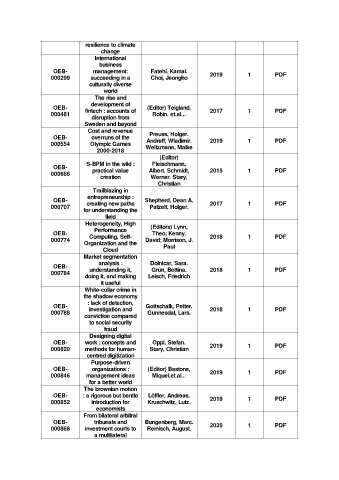 resilience to climate
change
OEB-
000299
International
business
management:
succeeding in a
culturally diverse
world
Fatehi. Kamal.
Choi, Jeongho
2019
1
PDF
OEB-
000481
The rise and
development of
fintech : accounts of
disruption from
Sweden and beyond
(Editor) Teigland,
Robin. et.al...
2017
1
PDF
OEB-
000554
Cost and revenue
overruns of the
Olympic Games
2000-2018
Preuss, Holger.
Andreff, Wladimir.
Weitzmann, Maike
2019
1
PDF
OEB-
000666
S-BPM in the wild :
practical value
creation
(Editor)
Fleischmann,
Albert. Schmidt,
Werner. Stary,
Christian
2015
1
PDF
OEB-
000707
Trailblazing in
entrepreneurship :
creating new paths
for understanding the
field
Shepherd, Dean A.
Patzelt, Holger.
2017
1
PDF
OEB-
000774
Heterogeneity, High
Performance
Computing, Self-
Organization and the
Cloud
(Editors) Lynn,
Theo; Kenny,
David; Morrison, J.
Paul
2018
1
PDF
OEB-
000784
Market segmentation
analysis :
understanding it,
doing it, and making
it useful
Dolnicar, Sara.
Grün, Bettina.
Leisch, Friedrich
2018
1
PDF
OEB-
000788
White-collar crime in
the shadow economy
: lack of detection,
investigation and
conviction compared
to social security
fraud
Gottschalk, Petter.
Gunnesdal, Lars.
2018
1
PDF
OEB-
000820
Designing digital
work : concepts and
methods for human-
centred digitization
Oppl, Stefan.
Stary, Christian
2019
1
PDF
OEB-
000846
Purpose-driven
organizations :
management ideas
for a better world
(Editor) Bastons,
Miquel.et.al...
2019
1
PDF
OEB-
000852
The brownian motion
: a rigorous but bentle
introduction for
economists
Löffler, Andreas.
Kruschwitz, Lutz.
2019
1
PDF
OEB-
000868
From bilateral arbitral
tribunals and
investment courts to
a multilateral
Bungenberg, Marc.
Reinisch, August.
2020
1
PDF